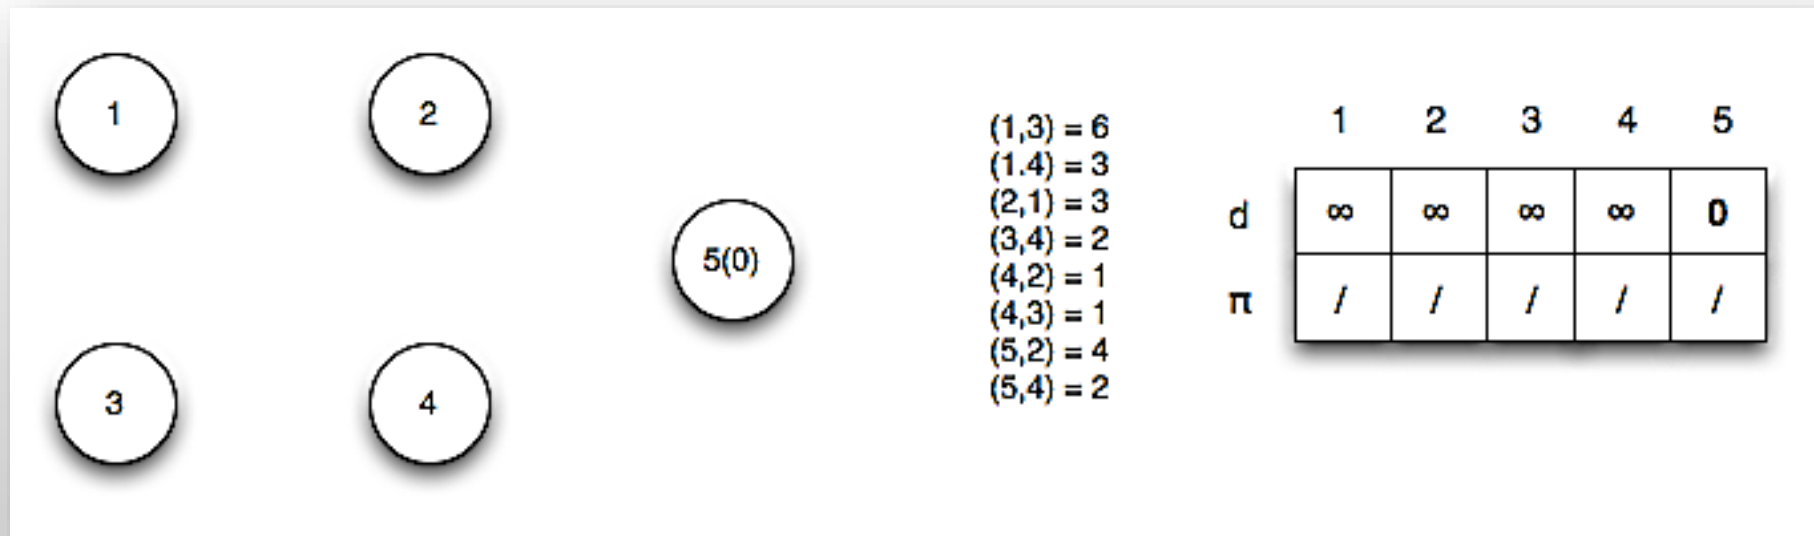 1
2
5(0)
3
4
(1,3) = 6
(1.4) = 3
(2,1) = 3
(3,4) = 2
(4,2) = 1
(4,3) = 1
(5,2) = 4
(5,4) = 2
1 2 3 4 5
d ∞ ∞ ∞ ∞ 0
π / / / / /